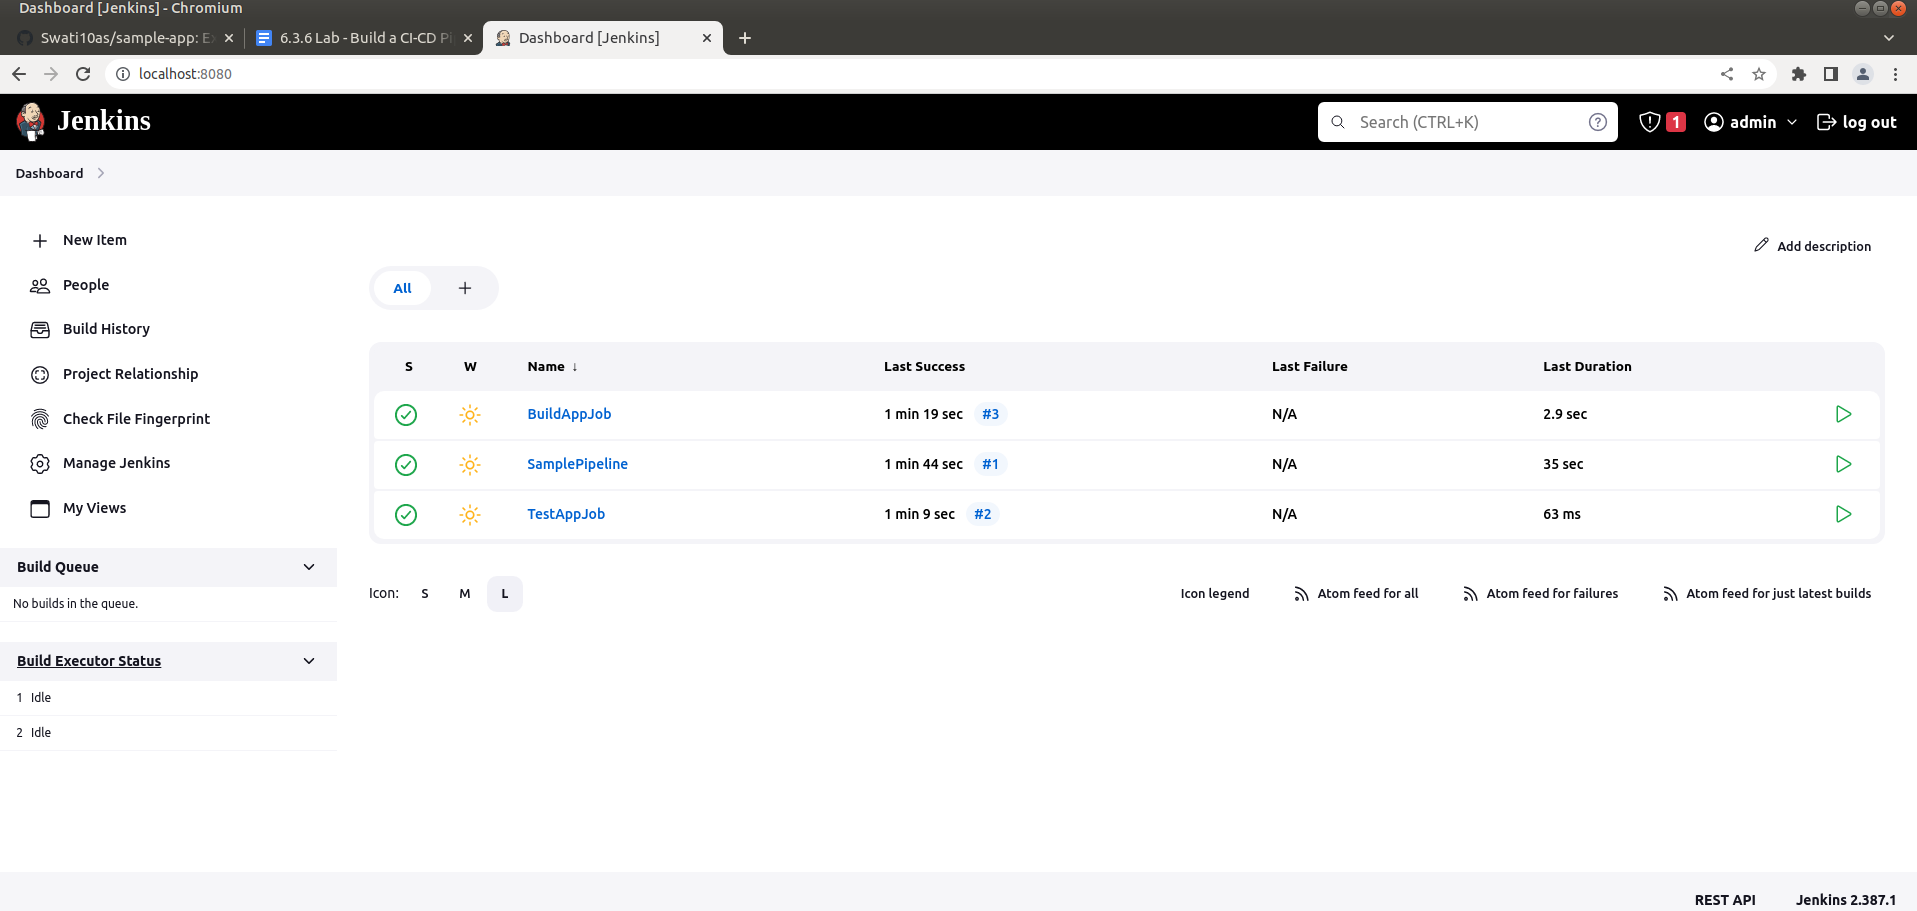 Dashboard [Jenkins] - Chromium
Swati10as/sample-app: Ex
6.3.6 Lab - Build a CI-CD Pi
Dashboard [Jenkins]
localhost:8080
Jenkins
Search (CTRL+K)
1
admin
log out
Dashboard
New Item
People
Build History
Project Relationship
Check File Fingerprint
Manage Jenkins
My Views
Build Queue
No builds in the queue.
Build Executor Status
1 Idle
2 Idle
Add description
All +
S W Name ↓ Last Success Last Failure Last Duration
BuildAppJob 1 min 19 sec #3 N/A 2.9 sec
SamplePipeline 1 min 44 sec #1 N/A 35 sec
TestAppJob 1 min 9 sec #2 N/A 63 ms
Icon: S M L
Icon legend
Atom feed for all
Atom feed for failures
Atom feed for just latest builds
REST API
Jenkins 2.387.1